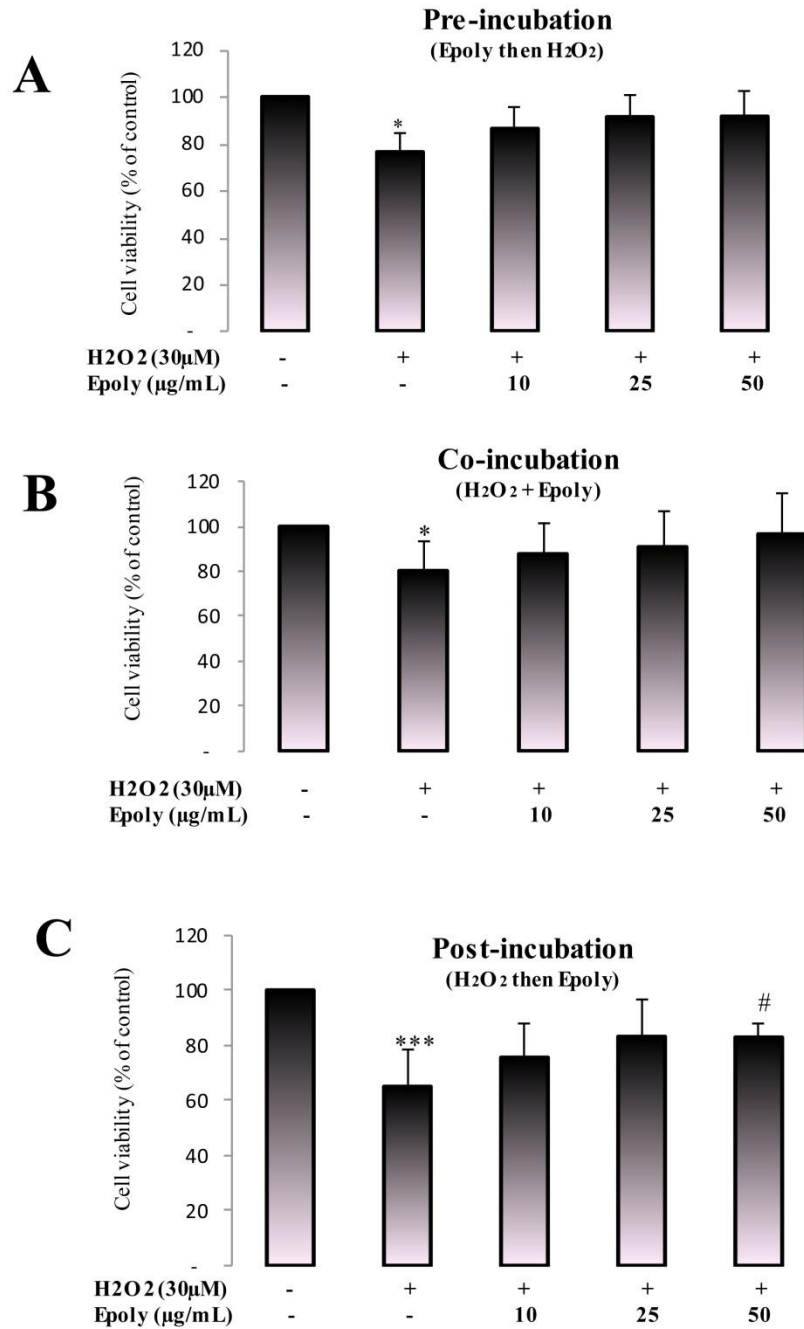 A
Pre-incubation
(Epoly then H2O2)
Cell viability (% of control)
120
100
80
60
40
20
-
*
H2O2 (30µM) - + + + +
Epoly (µg/mL) - - 10 25 50
B
Co-incubation
(H2O2 + Epoly)
Cell viability (% of control)
120
100
80
60
40
20
-
*
H2O2 (30µM) - + + + +
Epoly (µg/mL) - - 10 25 50
C
Post-incubation
(H2O2 then Epoly)
Cell viability (% of control)
120
100
80
60
40
20
-
***
#
H2O2 (30µM) - + + + +
Epoly (µg/mL) - - 10 25 50